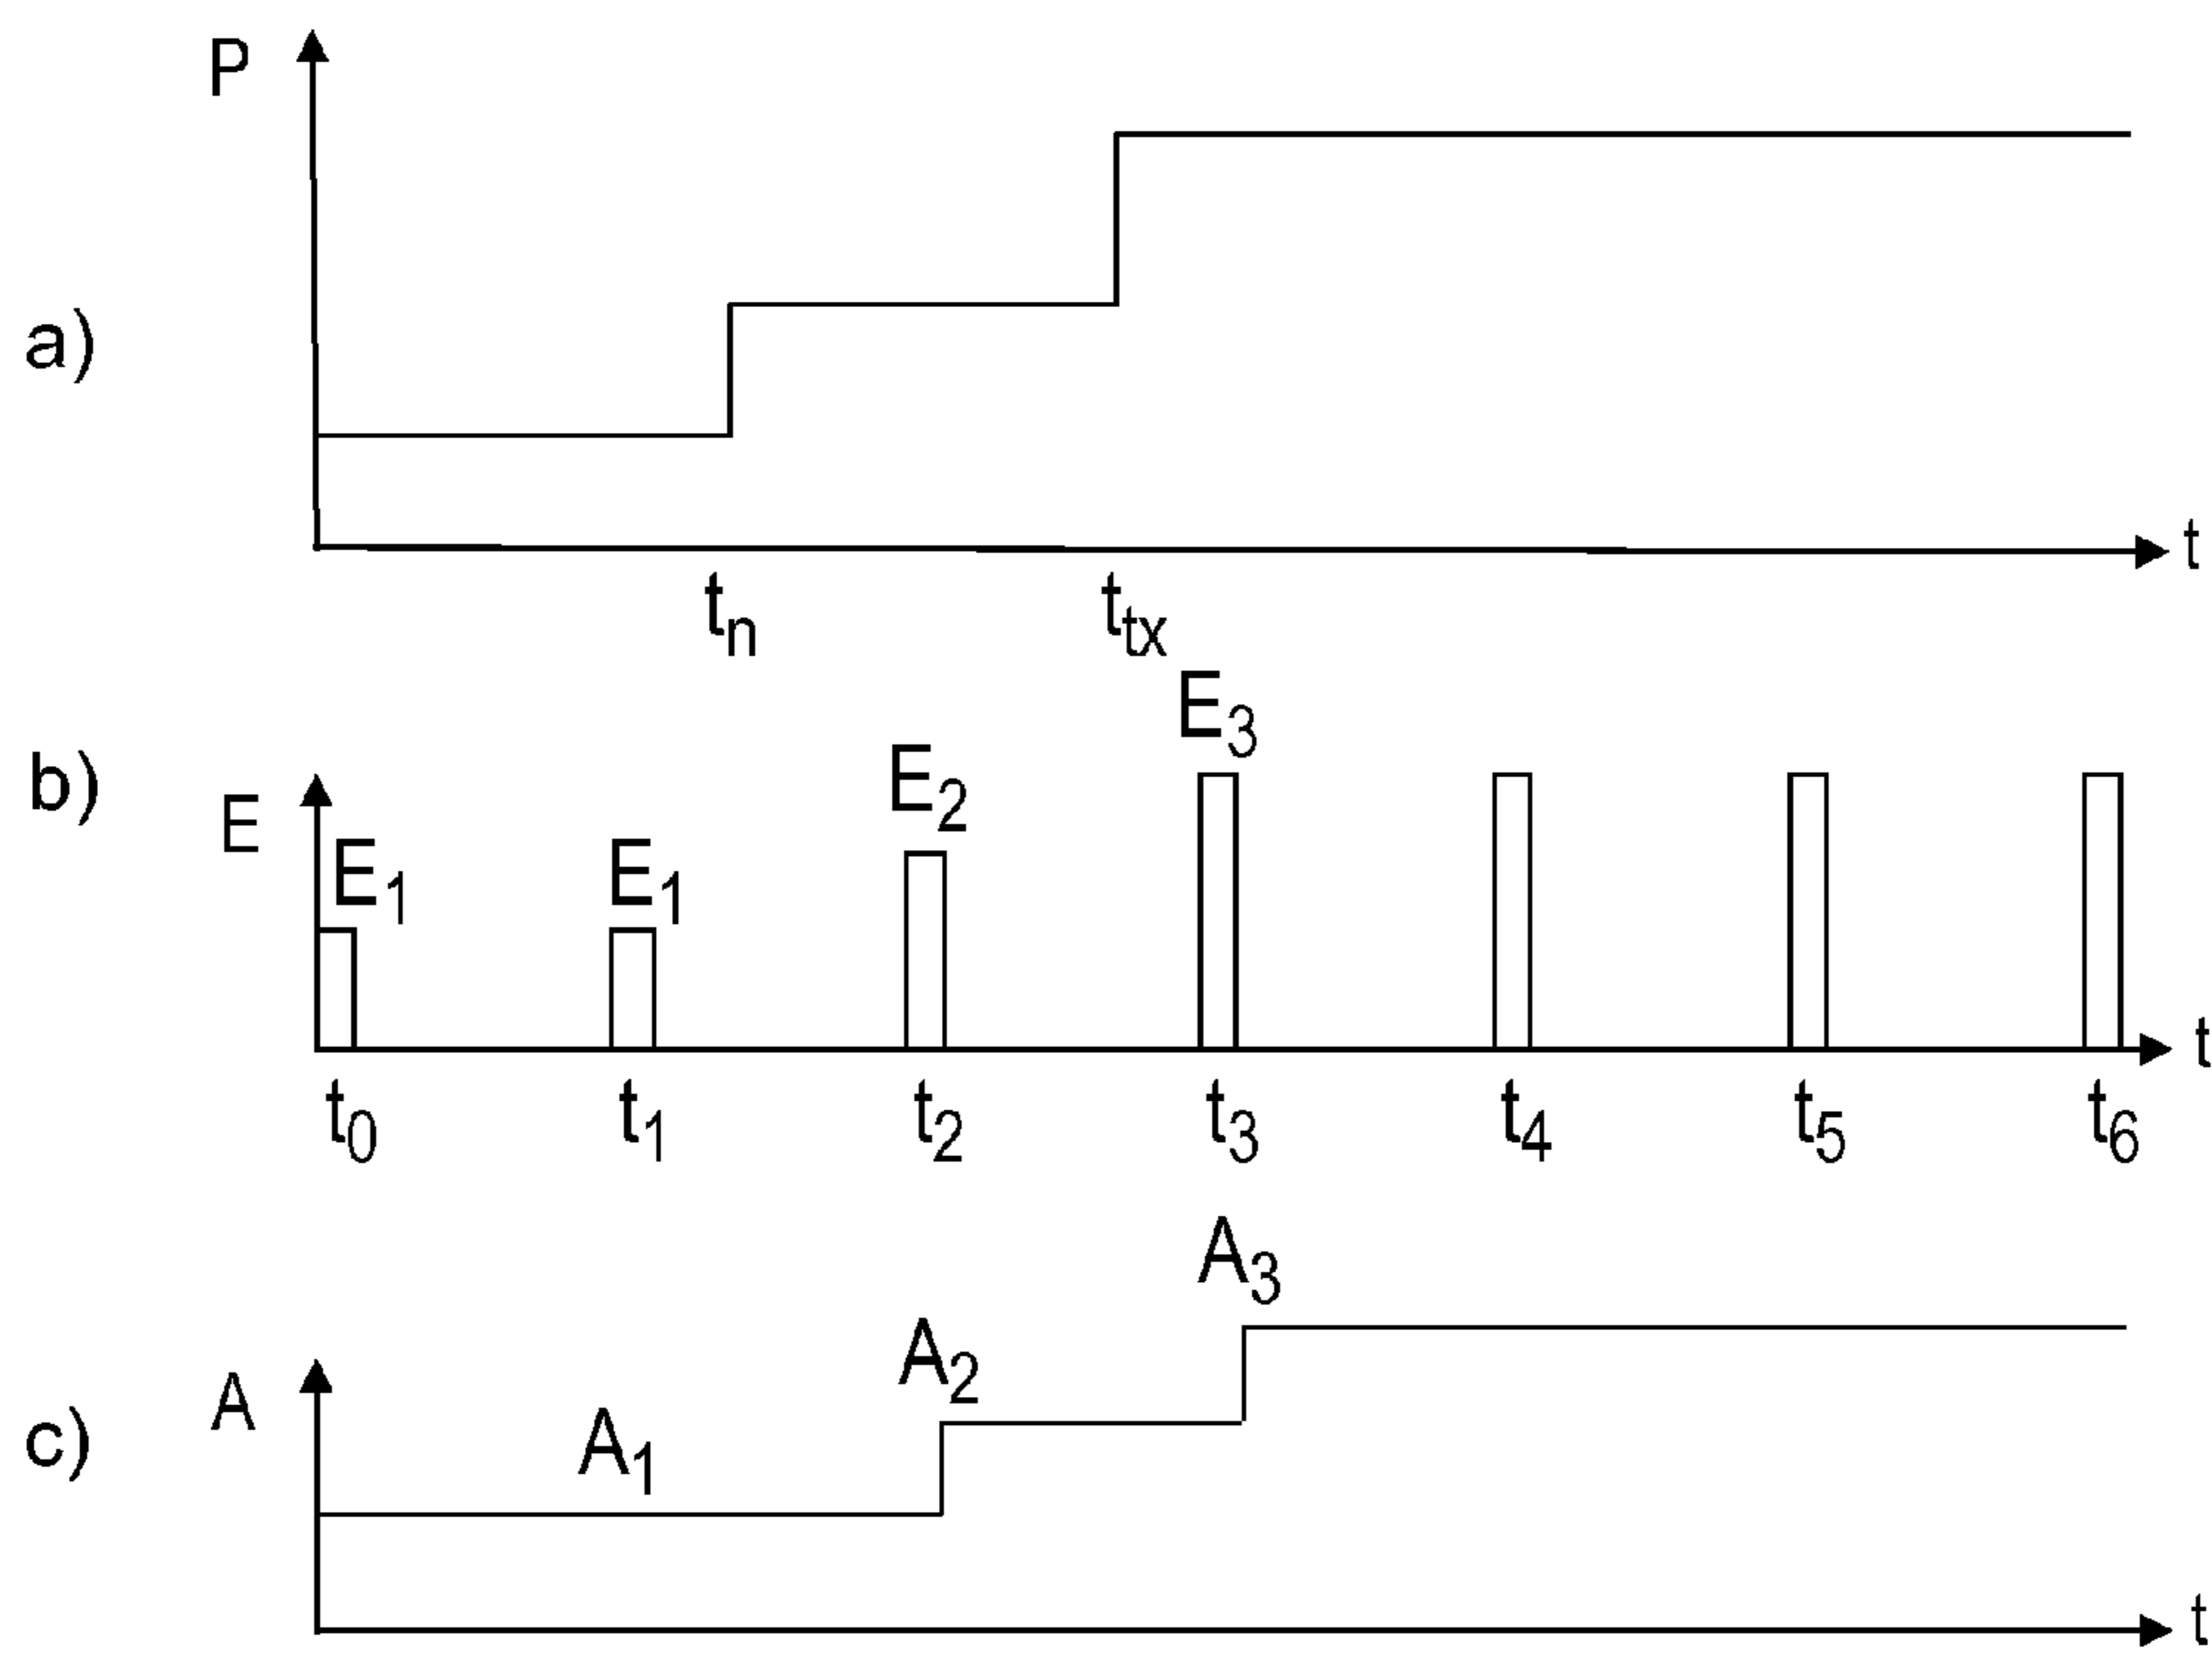 P
a)
t
tn ttx
E3
b)
E2
E
E1 E1
t
t0 t1 t2 t3 t4 t5 t6
A3
A2
A
A1
c)
t